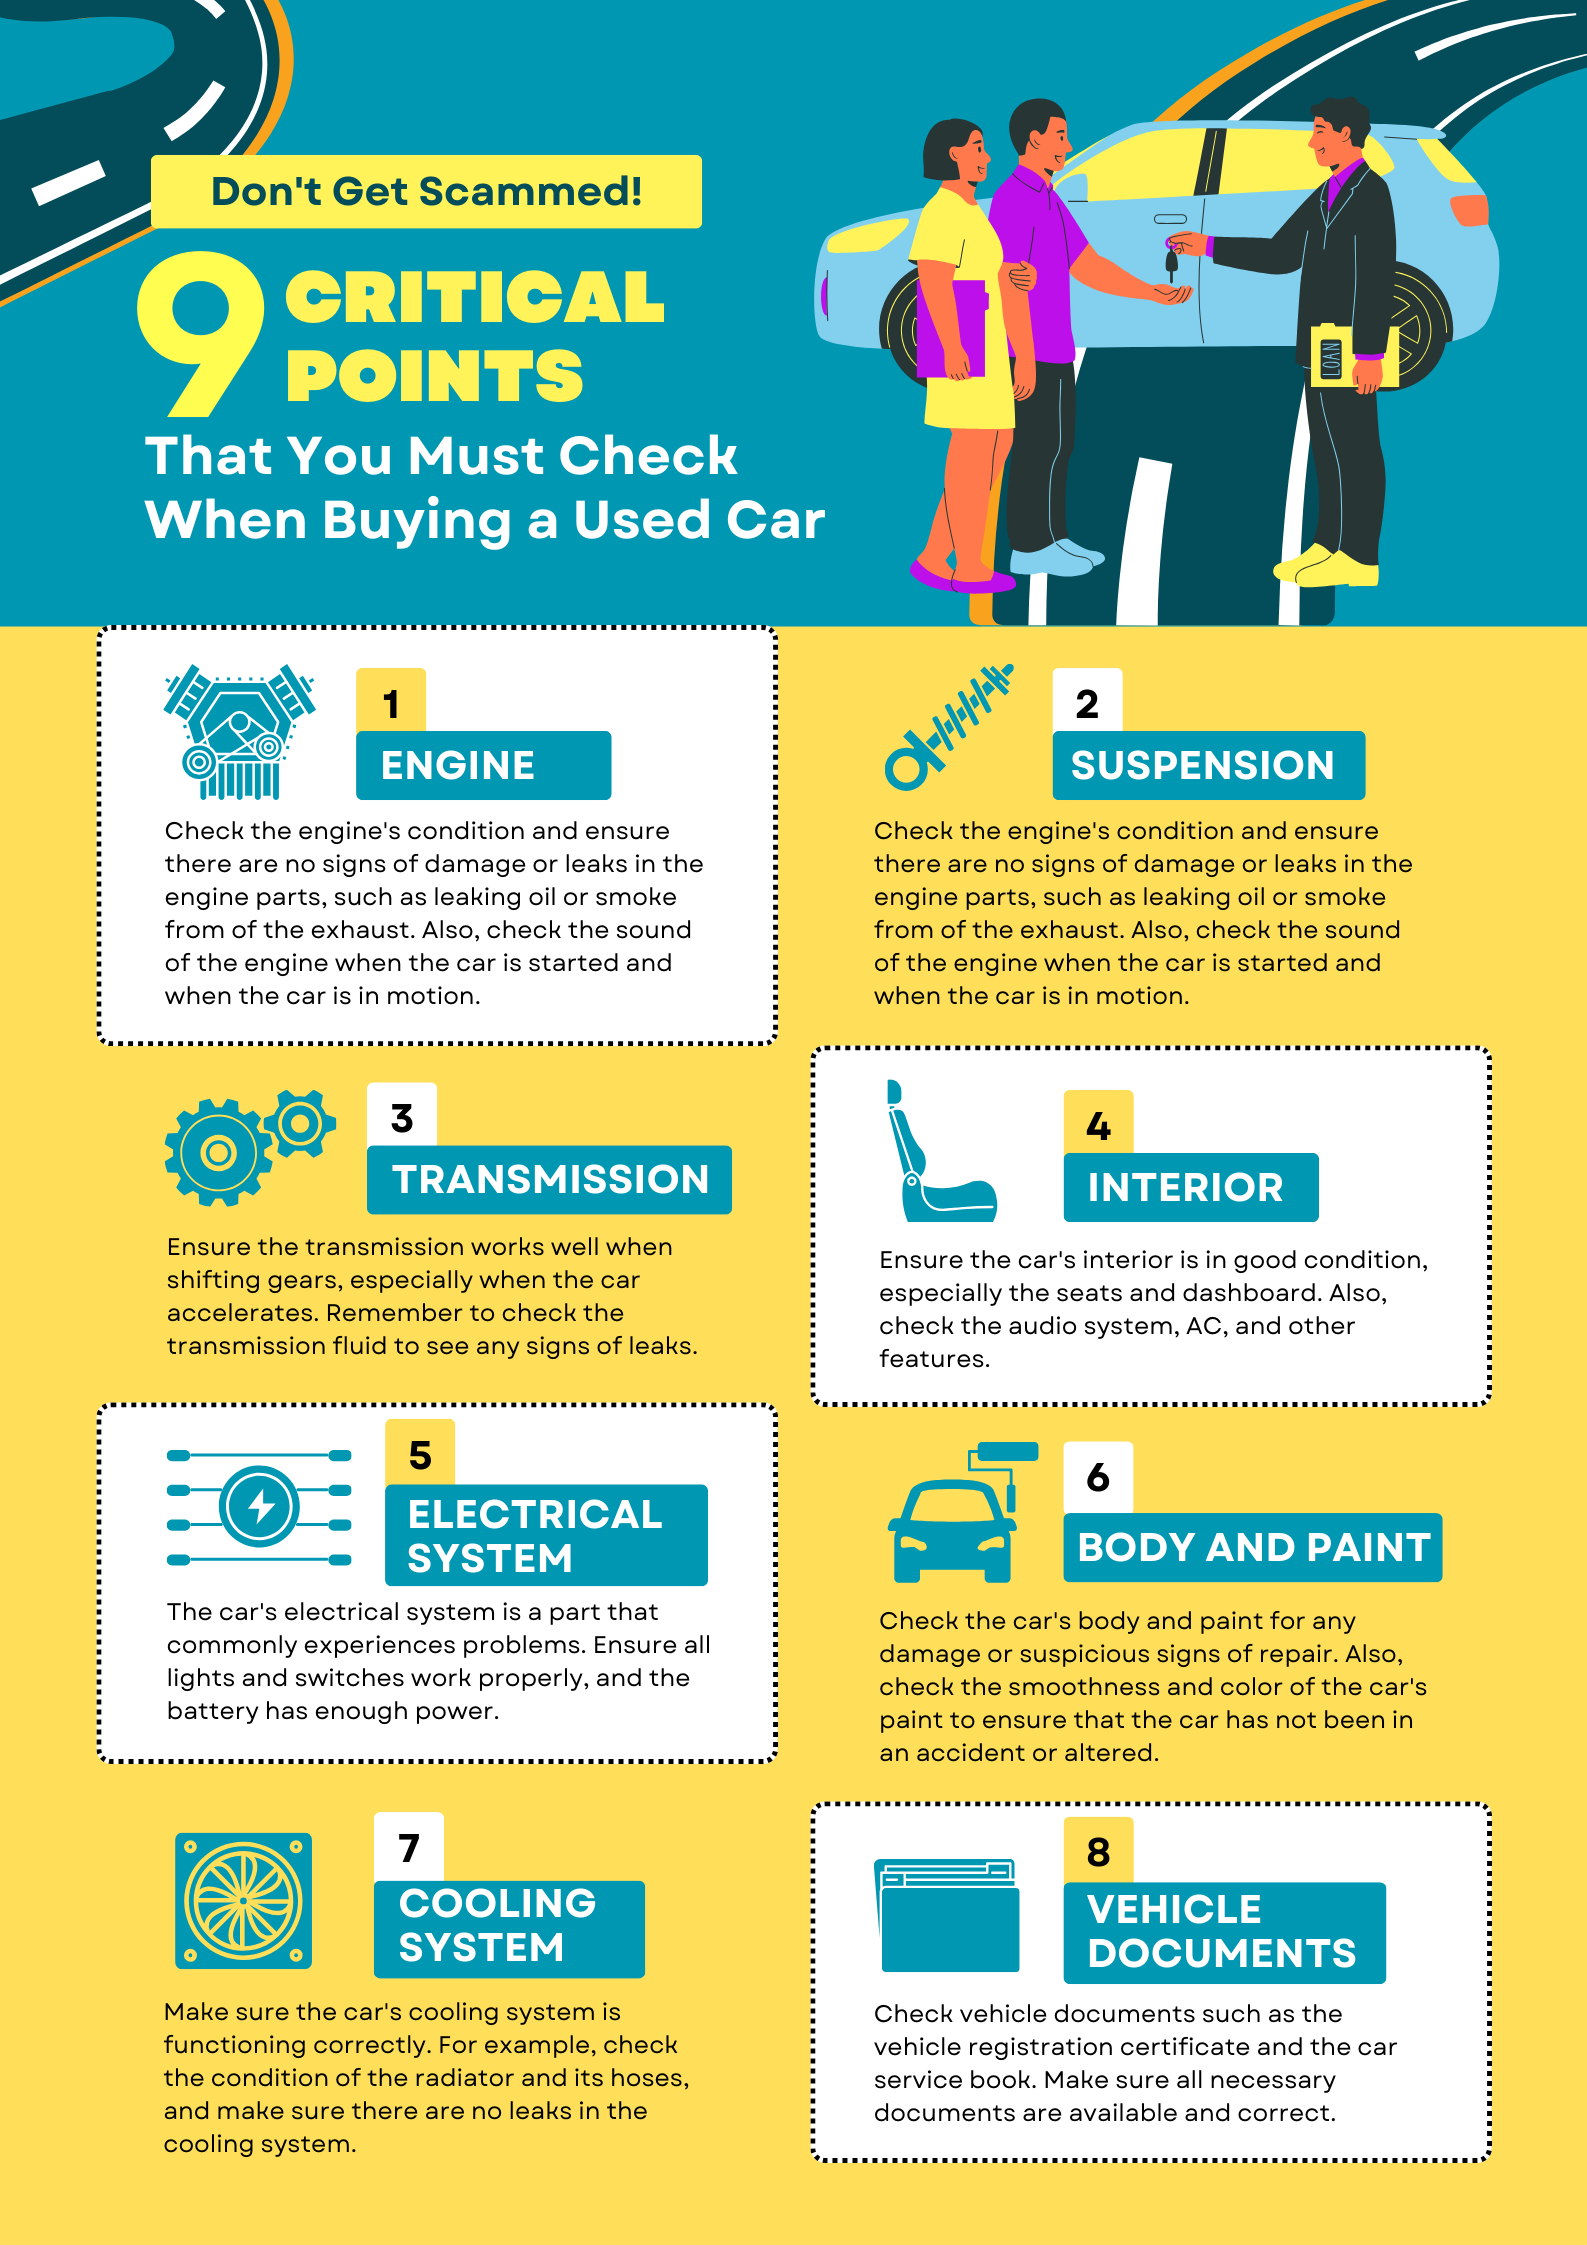 Don't Get Scammed!
9 CRITICAL
POINTS
That You Must Check
When Buying a Used Car
LOAN
1
ENGINE
Check the engine's condition and ensure
there are no signs of damage or leaks in the
engine parts, such as leaking oil or smoke
from of the exhaust. Also, check the sound
of the engine when the car is started and
when the car is in motion.
2
SUSPENSION
Check the engine's condition and ensure
there are no signs of damage or leaks in the
engine parts, such as leaking oil or smoke
from of the exhaust. Also, check the sound
of the engine when the car is started and
when the car is in motion.
3
TRANSMISSION
Ensure the transmission works well when
shifting gears, especially when the car
accelerates. Remember to check the
transmission fluid to see any signs of leaks.
4
INTERIOR
Ensure the car's interior is in good condition,
especially the seats and dashboard. Also,
check the audio system, AC, and other
features.
5
ELECTRICAL
SYSTEM
The car's electrical system is a part that
commonly experiences problems. Ensure all
lights and switches work properly, and the
battery has enough power.
6
BODY AND PAINT
Check the car's body and paint for any
damage or suspicious signs of repair. Also,
check the smoothness and color of the car's
paint to ensure that the car has not been in
an accident or altered.
7
COOLING
SYSTEM
Make sure the car's cooling system is
functioning correctly. For example, check
the condition of the radiator and its hoses,
and make sure there are no leaks in the
cooling system.
8
VEHICLE
DOCUMENTS
Check vehicle documents such as the
vehicle registration certificate and the car
service book. Make sure all necessary
documents are available and correct.